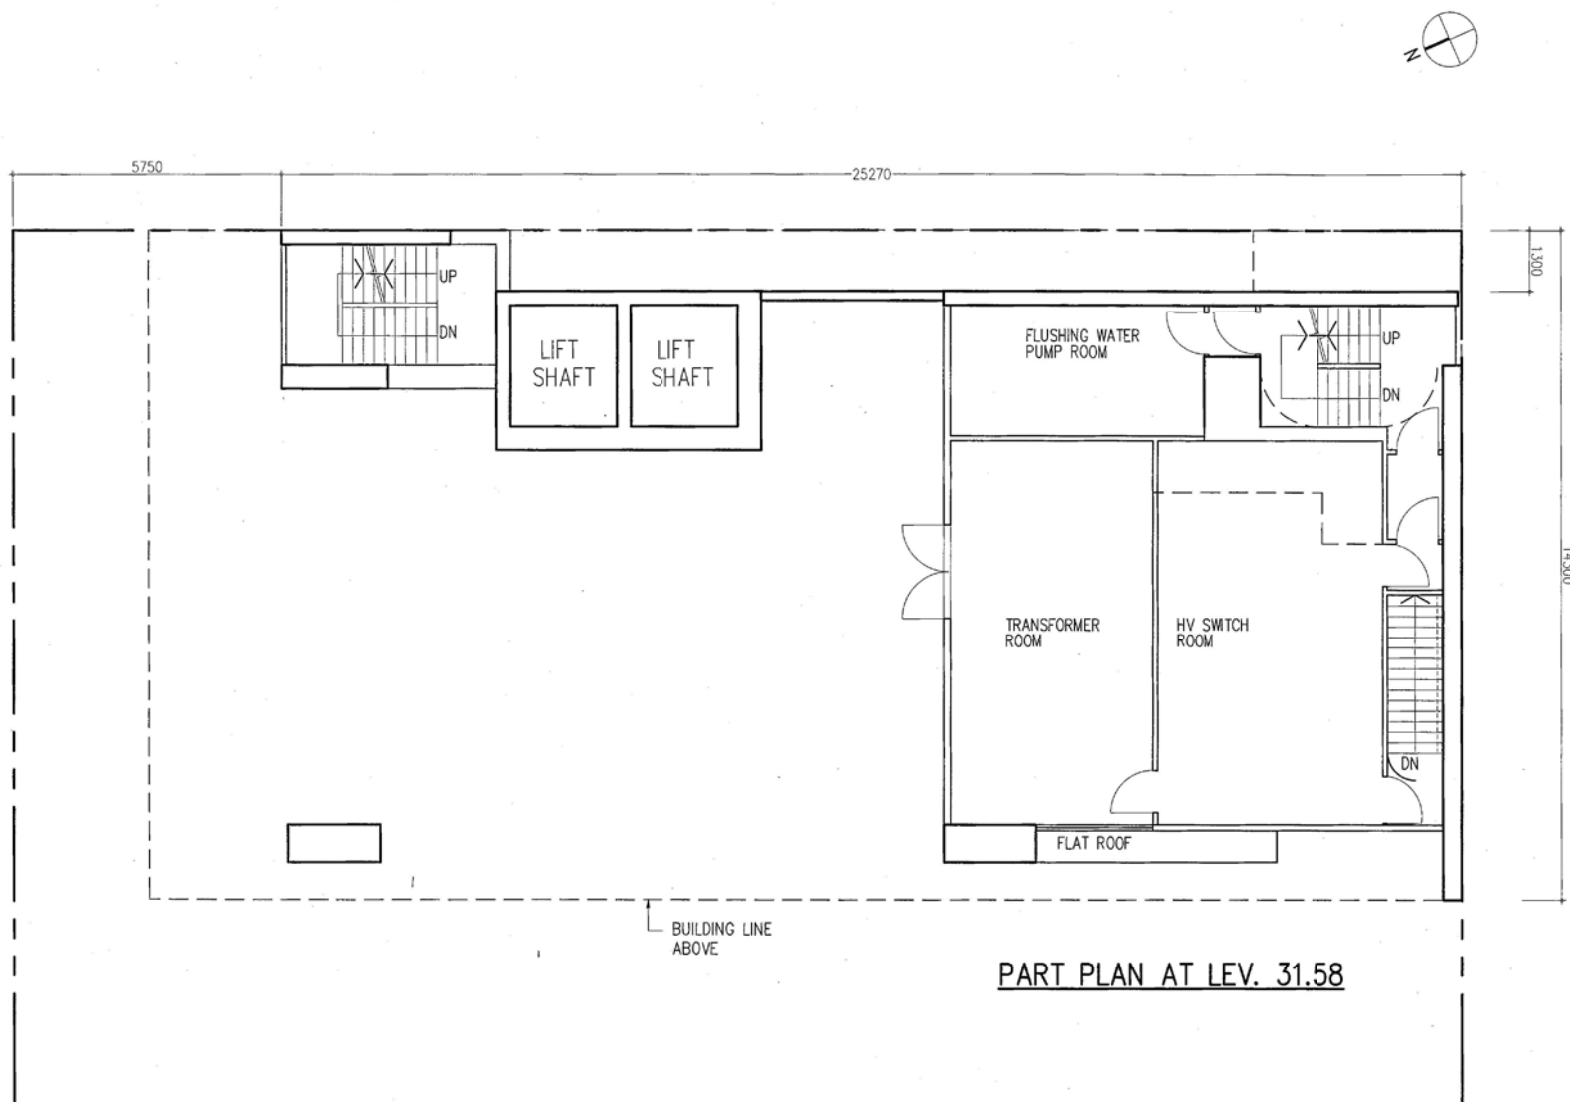 N
5750
25270
1300
UP
DN
LIFT
SHAFT
LIFT
SHAFT
FLUSHING WATER
PUMP ROOM
UP
DN
14300
TRANSFORMER
ROOM
HV SWITCH
ROOM
DN
FLAT ROOF
BUILDING LINE
ABOVE
PART PLAN AT LEV. 31.58